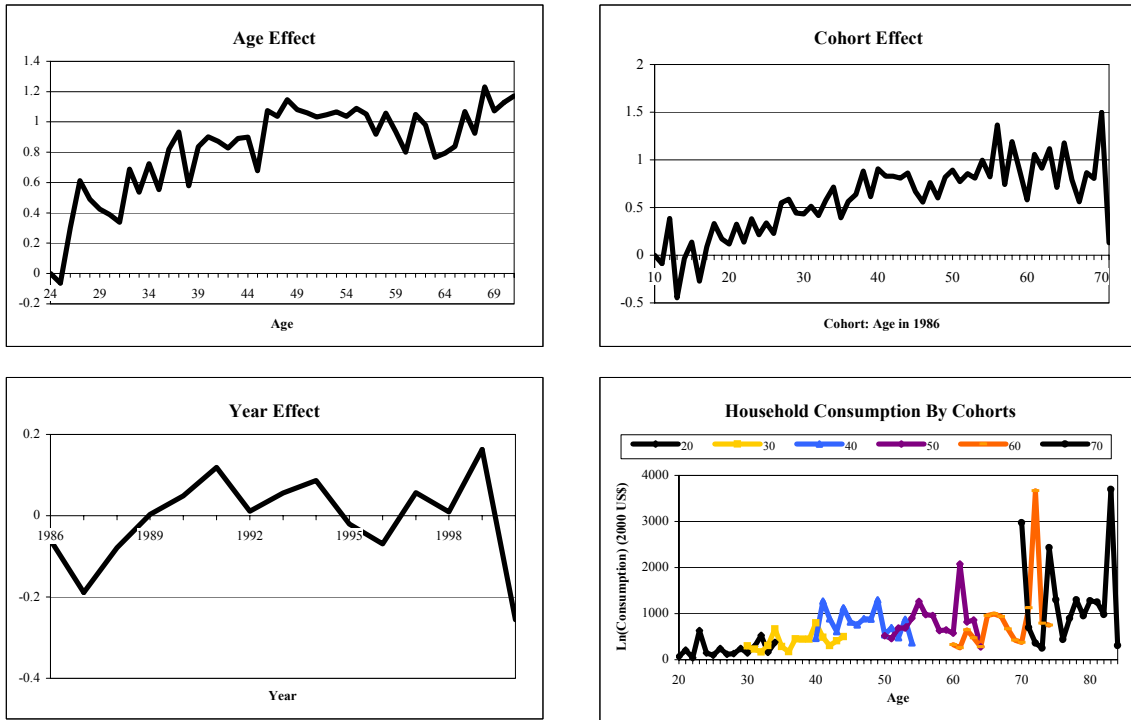 Age Effect
1.4
1.2
1
0.8
0.6
0.4
0.2
0
-0.2
24 29 34 39 44 49 54 59 64 69
Age
Cohort Effect
2
1.5
1
0.5
0
-0.5
10 20 30 40 50 60 70
Cohort: Age in 1986
Year Effect
0.2
0
-0.2
-0.4
1986 1989 1992 1995 1998
Year
Household Consumption By Cohorts
20 30 40 50 60 70
Ln(Consumption) (2000 US$)
4000
3000
2000
1000
0
20 30 40 50 60 70 80
Age